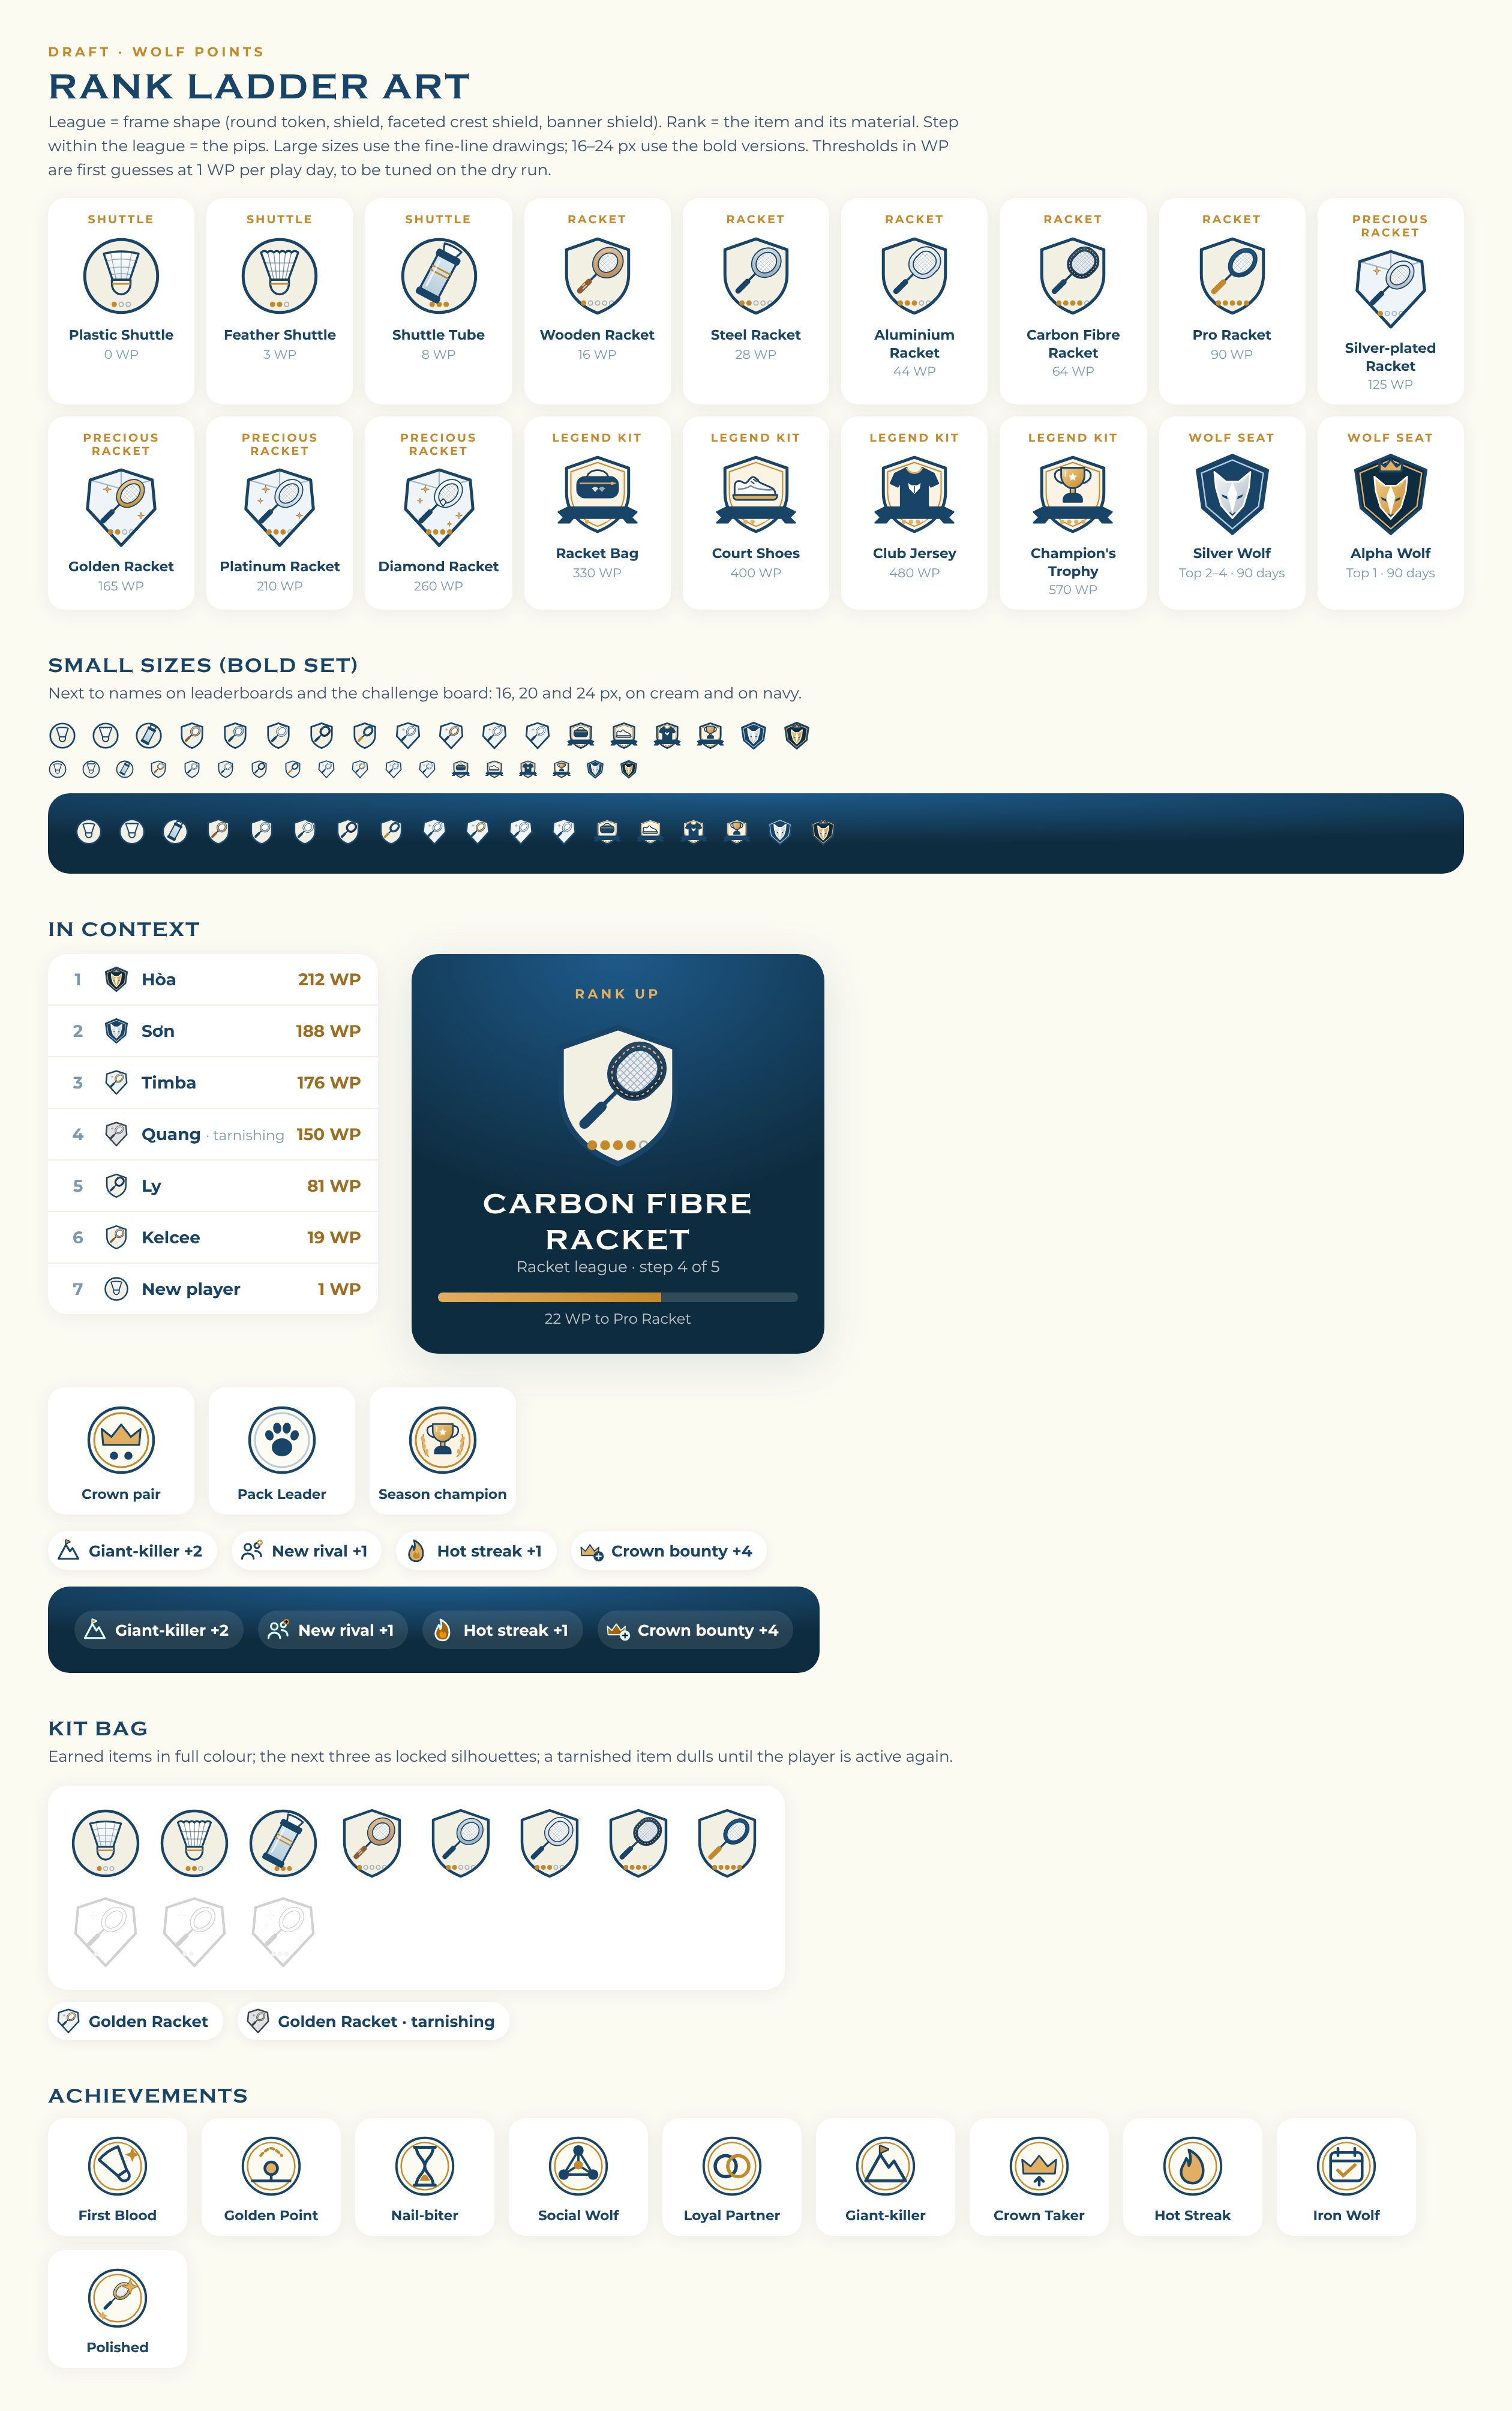 DRAFT · WOLF POINTS
RANK LADDER ART
League = frame shape (round token, shield, faceted crest shield, banner shield). Rank = the item and its material. Step
within the league = the pips. Large sizes use the fine-line drawings; 16–24 px use the bold versions. Thresholds in WP
are first guesses at 1 WP per play day, to be tuned on the dry run.
SHUTTLE
Plastic Shuttle
0 WP
SHUTTLE
Feather Shuttle
3 WP
SHUTTLE
Shuttle Tube
8 WP
RACKET
Wooden Racket
16 WP
RACKET
Steel Racket
28 WP
RACKET
Aluminium
Racket
44 WP
RACKET
Carbon Fibre
Racket
64 WP
RACKET
Pro Racket
90 WP
PRECIOUS
RACKET
Silver-plated
Racket
125 WP
PRECIOUS
RACKET
Golden Racket
165 WP
PRECIOUS
RACKET
Platinum Racket
210 WP
PRECIOUS
RACKET
Diamond Racket
260 WP
LEGEND KIT
Racket Bag
330 WP
LEGEND KIT
Court Shoes
400 WP
LEGEND KIT
Club Jersey
480 WP
LEGEND KIT
Champion's
Trophy
570 WP
WOLF SEAT
Silver Wolf
Top 2–4 · 90 days
WOLF SEAT
Alpha Wolf
Top 1 · 90 days
SMALL SIZES (BOLD SET)
Next to names on leaderboards and the challenge board: 16, 20 and 24 px, on cream and on navy.
IN CONTEXT
1 Hòa 212 WP
2 Sơn 188 WP
3 Timba 176 WP
4 Quang · tarnishing 150 WP
5 Ly 81 WP
6 Kelcee 19 WP
7 New player 1 WP
RANK UP
CARBON FIBRE
RACKET
Racket league · step 4 of 5
22 WP to Pro Racket
Crown pair
Pack Leader
Season champion
Giant-killer +2
New rival +1
Hot streak +1
Crown bounty +4
Giant-killer +2
New rival +1
Hot streak +1
Crown bounty +4
KIT BAG
Earned items in full colour; the next three as locked silhouettes; a tarnished item dulls until the player is active again.
Golden Racket
Golden Racket · tarnishing
ACHIEVEMENTS
First Blood
Golden Point
Nail-biter
Social Wolf
Loyal Partner
Giant-killer
Crown Taker
Hot Streak
Iron Wolf
Polished